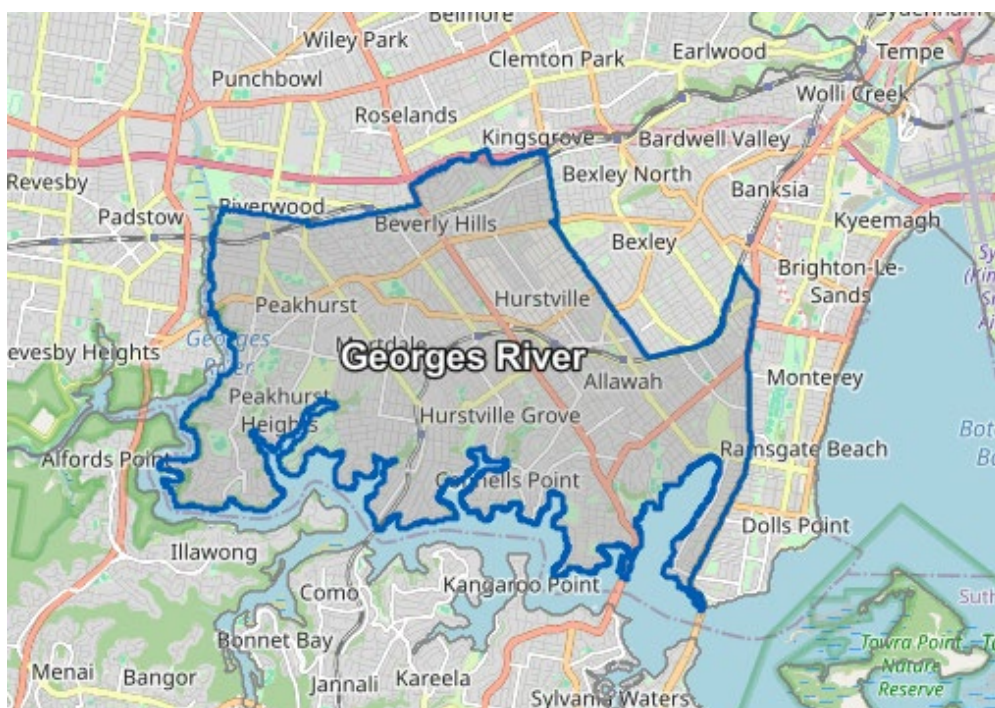 Belmore
Sydenham
Wiley Park
Earlwood
Tempe
Clemton Park
Punchbowl
Wolli Creek
Roselands
Kingsgrove
Bardwell Valley
Bexley North
Revesby
Banksia
Padstow
Riverwood
Kyeemagh
Beverly Hills
Bexley
Brighton-Le-
Sands
Hurstville
Peakhurst
Georges
River
evesby Heights
Georges River
Allawah
Monterey
Peakhurst
Heights
Hurstville Grove
Ramsgate Beach
Alfords Point
Connells Point
Dolls Point
Illawong
Como
Kangaroo Point
Bonnet Bay
Towra Point
Nature
Reserve
Menai
Bangor
Jannali
Kareela
Sylvania Waters